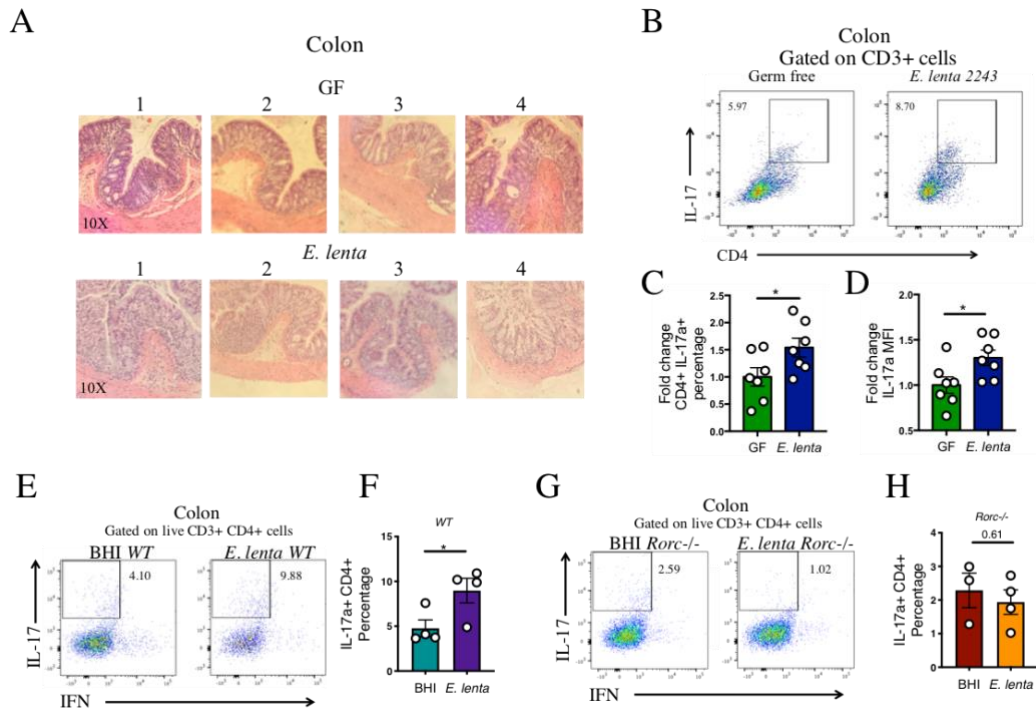 A
Colon
GF
1 2 3 4
10X
E. lenta
1 2 3 4
10X
B
Colon
Gated on CD3+ cells
Germ free
E. lenta 2243
5.97
8.70
IL-17
CD4
C
Fold change
CD4+ IL-17a+
percentage
2.5
2.0
1.5
1.0
0.5
0.0
*
GF
E. lenta
D
Fold change
IL-17a MFI
2.0
1.5
1.0
0.5
*
GF
E. lenta
E
Colon
Gated on live CD3+ CD4+ cells
BHI WT
E. lenta WT
4.10
9.88
IL-17
IFN
F
WT
*
IL-17a+ CD4+
Percentage
15
10
5
0
BHI
E. lenta
G
Colon
Gated on live CD3+ CD4+ cells
BHI Rorc-/-
E. lenta Rorc-/-
2.59
1.02
IL-17
IFN
H
Rorc-/-
0.61
IL-17a+ CD4+
Percentage
4
3
2
1
0
BHI
E. lenta